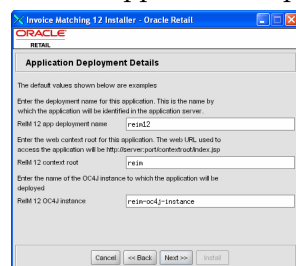 Invoice Matching 12 Installer - Oracle Retail
ORACLE
RETAIL
Application Deployment Details
The default values shown below are examples
Enter the deployment name for this application. This is the name by
which the application will be identified in the application server.
ReIM 12 app deployment name reim12
Enter the web context root for this application. The web URL used to
access the application will be http://server:port/contextroot/index.jsp
ReIM 12 context root reim
Enter the name of the OC4J instance to which the application will be
deployed
ReIM 12 OC4J instance reim-oc4j-instance
Cancel << Back Next >> Install